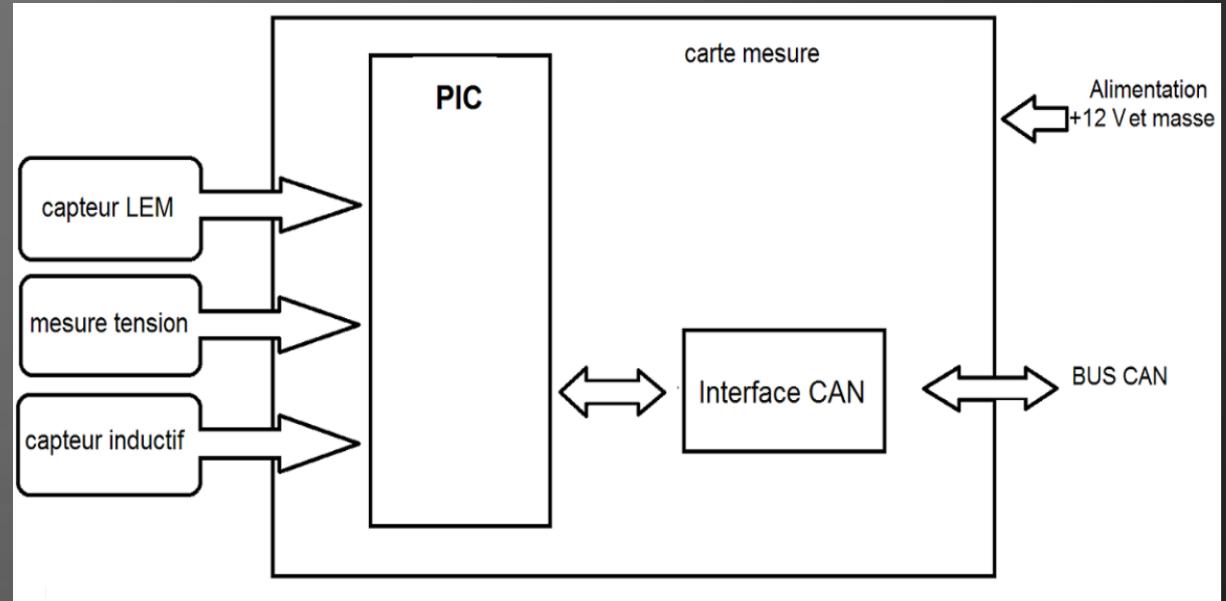 carte mesure
PIC
Alimentation
+12 V et masse
capteur LEM
mesure tension
capteur inductif
Interface CAN
BUS CAN